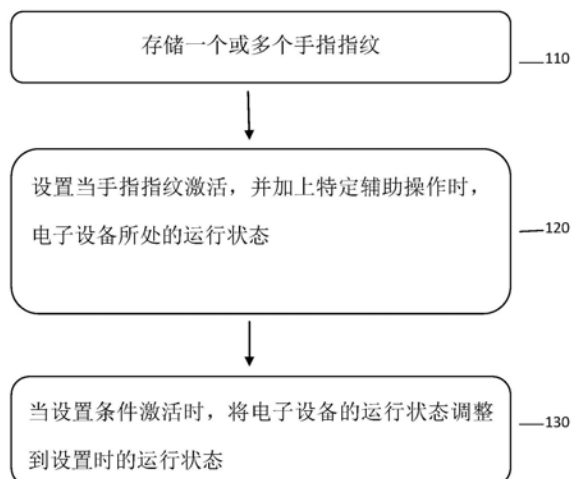 存储一个或多个手指指纹
110
设置当手指指纹激活，并加上特定辅助操作时，
电子设备所处的运行状态
120
当设置条件激活时，将电子设备的运行状态调整
到设置时的运行状态
130